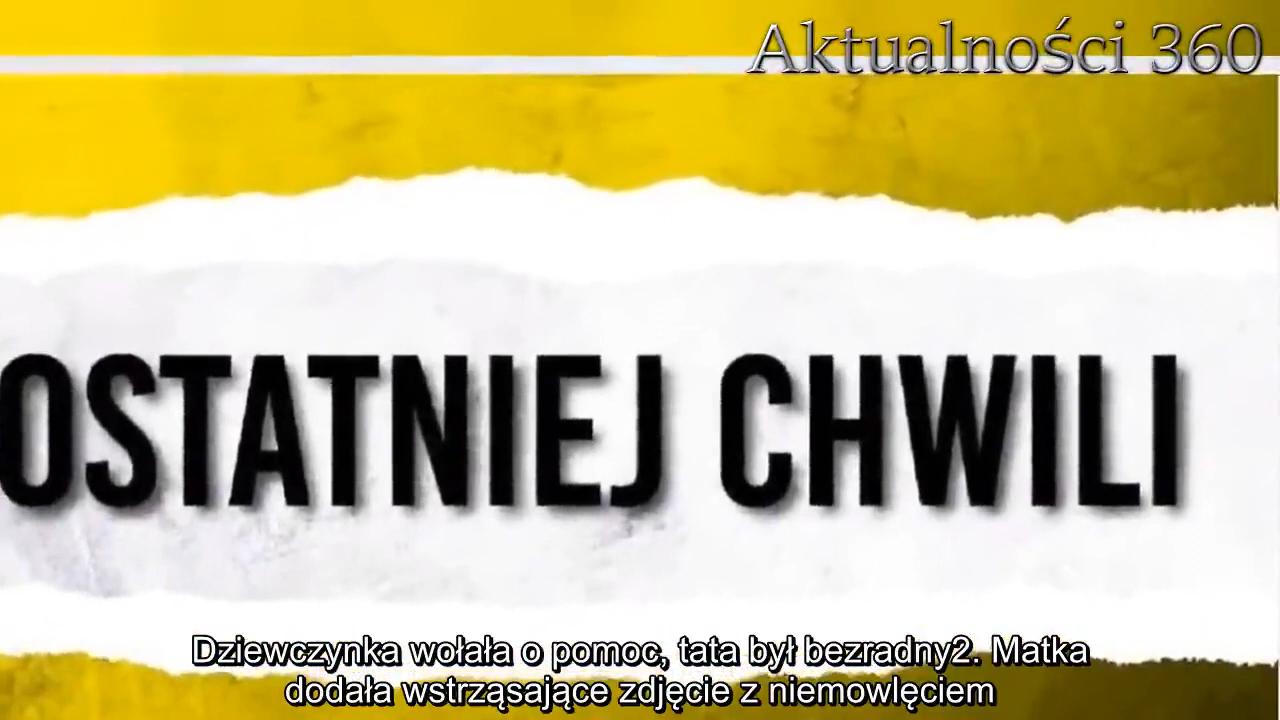 Aktualności 360
OSTATNIEJ CHWILI
Dziewczynka wołała o pomoc, tata był bezradny2. Matka
dodała wstrząsające zdjęcie z niemowlęciem